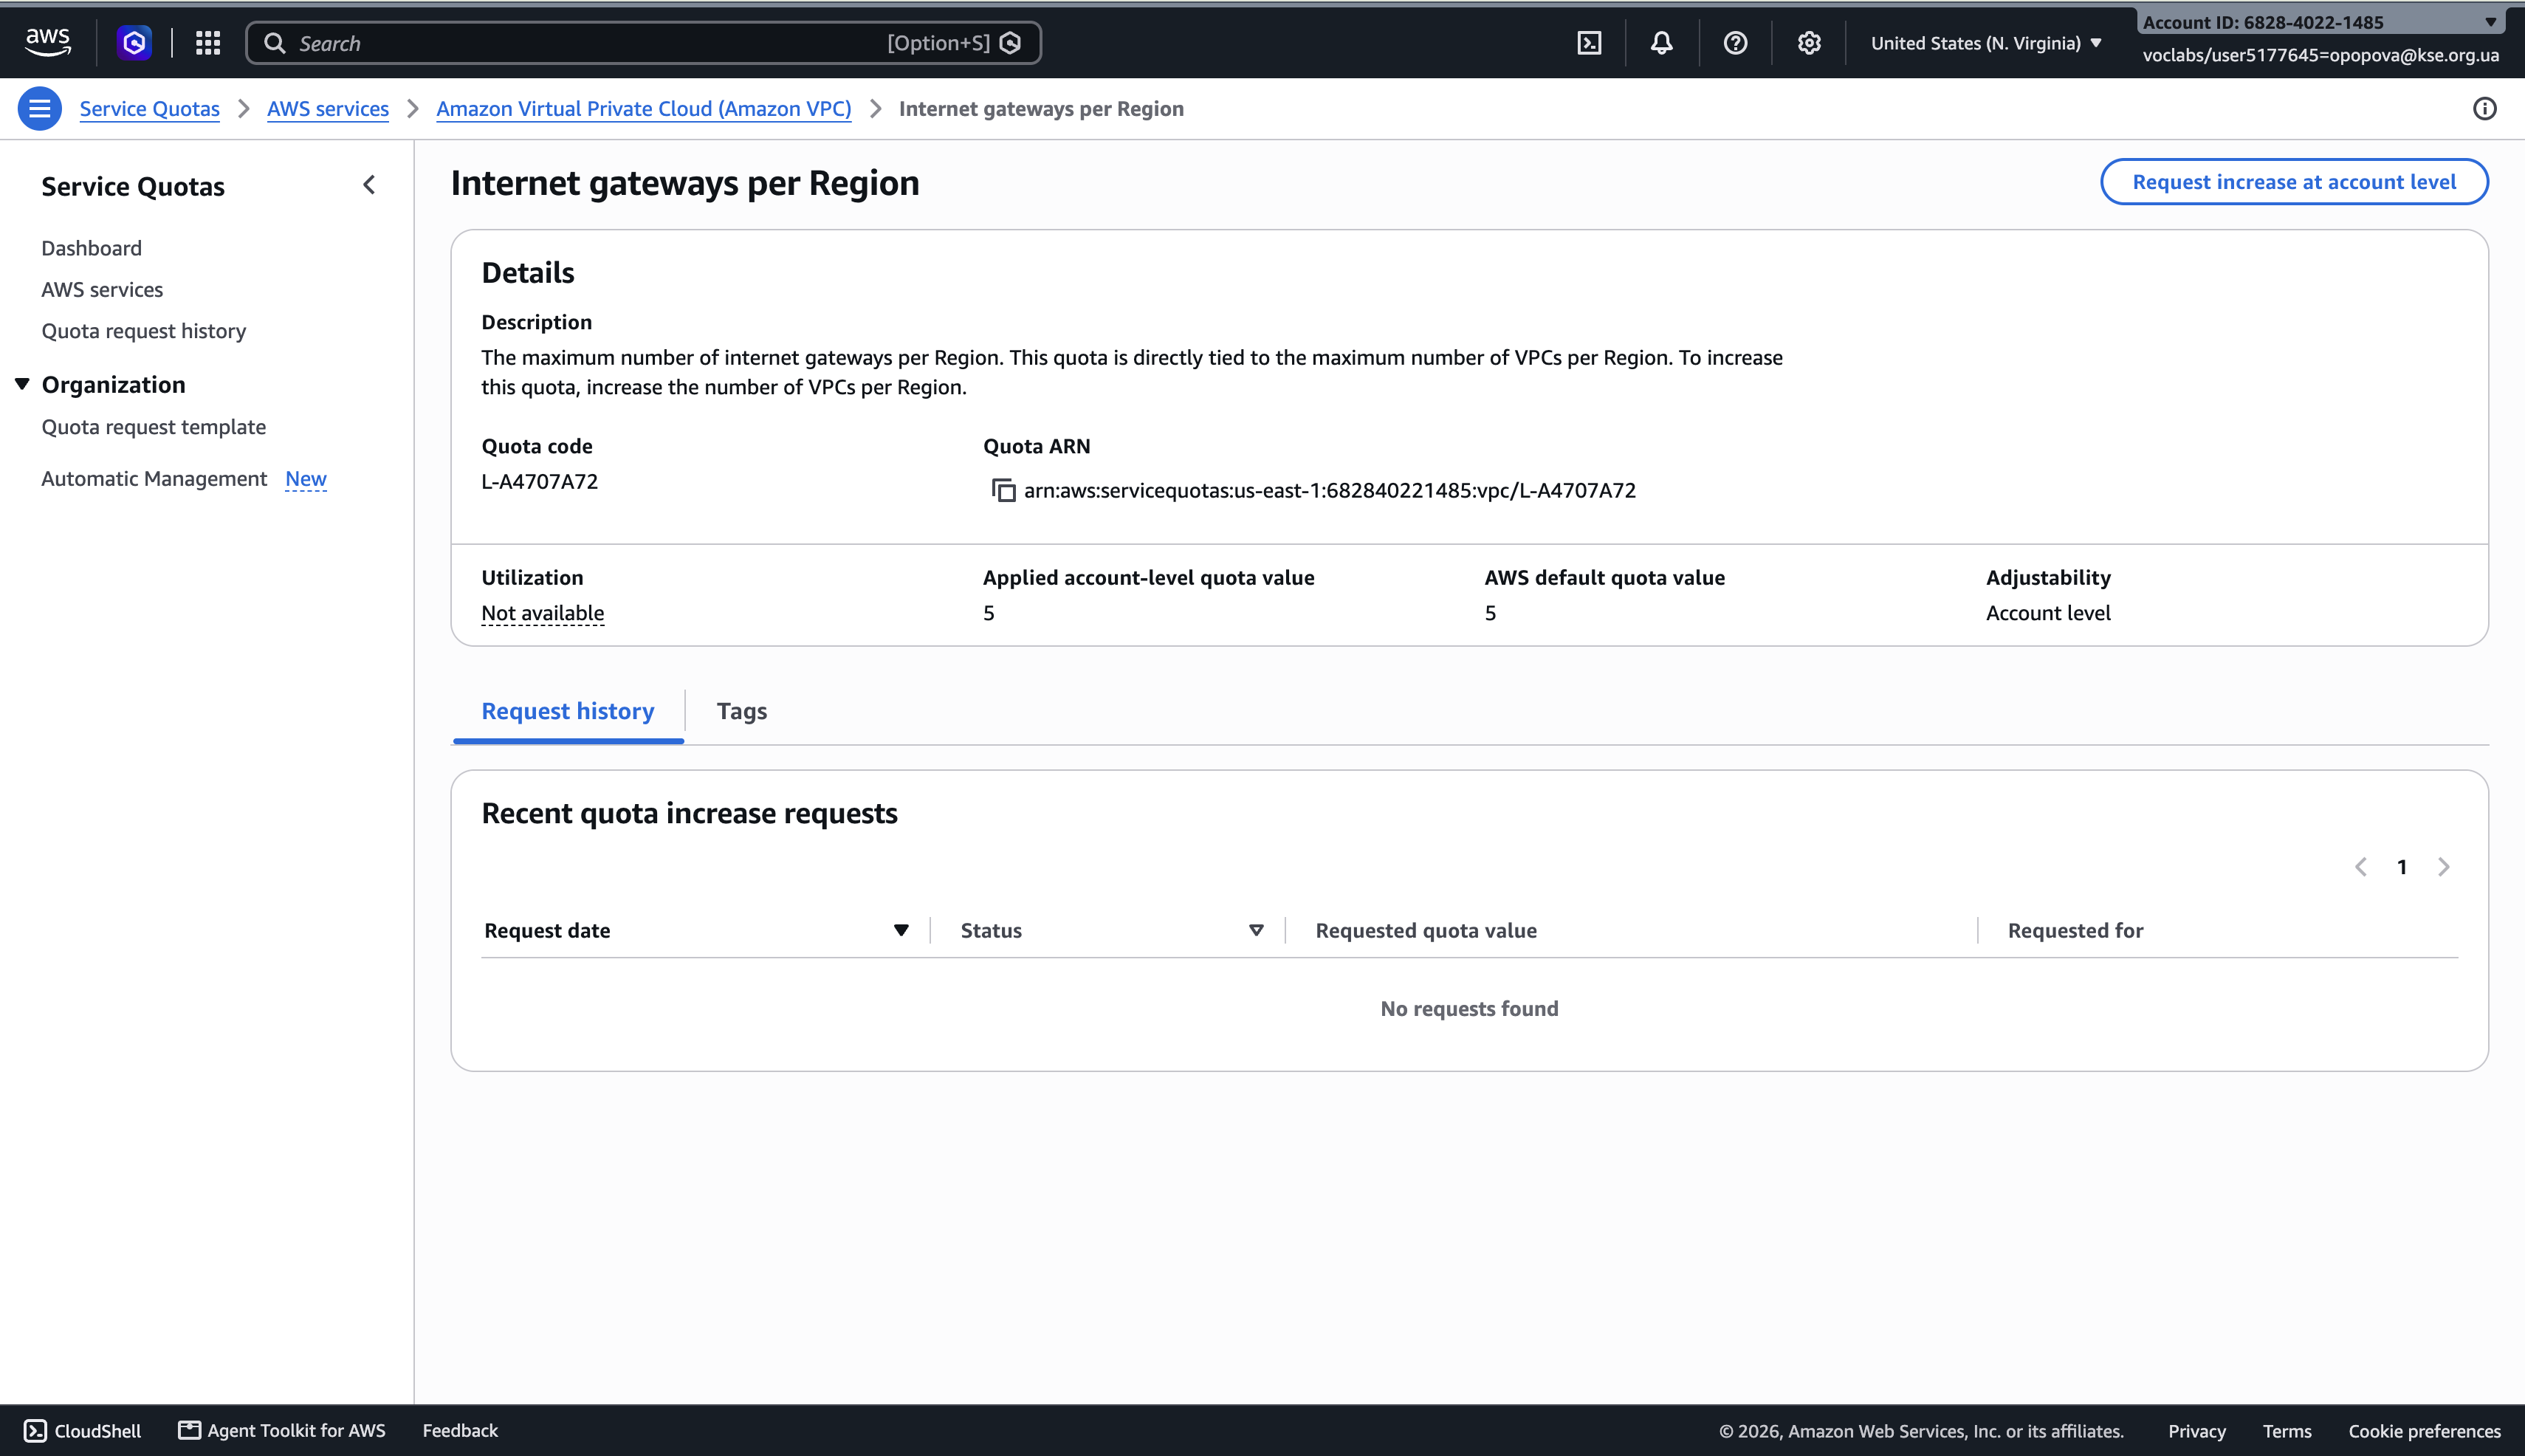 aws
Search
[Option+S]
United States (N. Virginia)
Account ID: 6828-4022-1485
voclabs/user5177645=opopova@kse.org.ua
Service Quotas
AWS services
Amazon Virtual Private Cloud (Amazon VPC)
Internet gateways per Region
Service Quotas
Dashboard
AWS services
Quota request history
Organization
Quota request template
Automatic Management New
Internet gateways per Region
Request increase at account level
Details
Description
The maximum number of internet gateways per Region. This quota is directly tied to the maximum number of VPCs per Region. To increase
this quota, increase the number of VPCs per Region.
Quota code
L-A4707A72
Quota ARN
arn:aws:servicequotas:us-east-1:682840221485:vpc/L-A4707A72
Utilization
Not available
Applied account-level quota value
5
AWS default quota value
5
Adjustability
Account level
Request history
Tags
Recent quota increase requests
1
Request date
Status
Requested quota value
Requested for
No requests found
CloudShell
Agent Toolkit for AWS
Feedback
© 2026, Amazon Web Services, Inc. or its affiliates.
Privacy
Terms
Cookie preferences